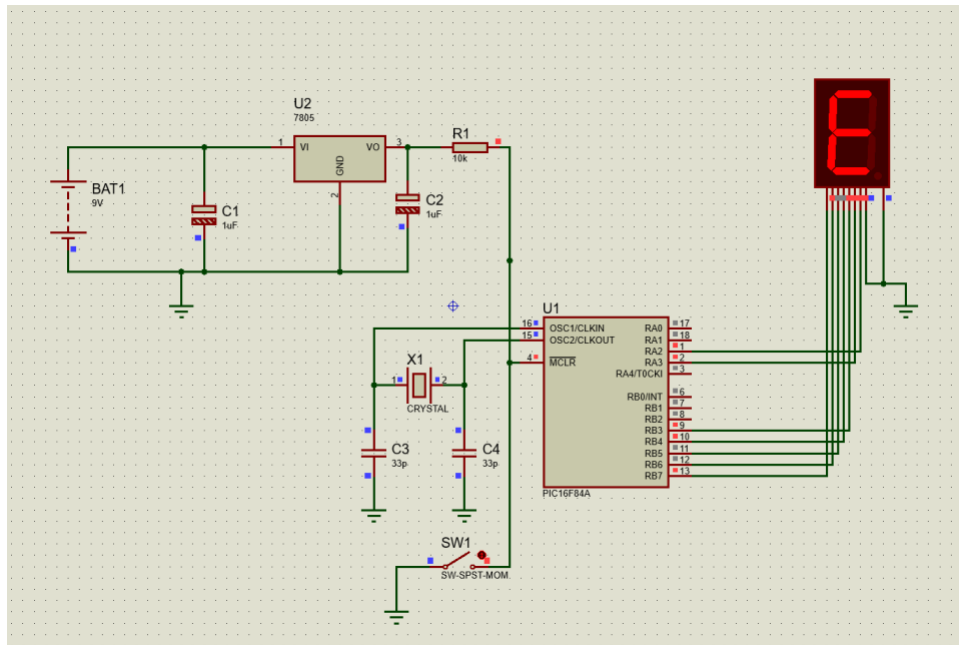 U2
7805
1
VI
VO
3
GND
2
R1
10k
BAT1
9V
C1
1uF
C2
1uF
U1
16
OSC1/CLKIN
15
OSC2/CLKOUT
4
MCLR
RA0
17
RA1
18
RA2
1
RA3
2
RA4/T0CKI
3
RB0/INT
6
RB1
7
RB2
8
RB3
9
RB4
10
RB5
11
RB6
12
RB7
13
PIC16F84A
X1
1
2
CRYSTAL
C3
33p
C4
33p
SW1
SW-SPST-MOM
E